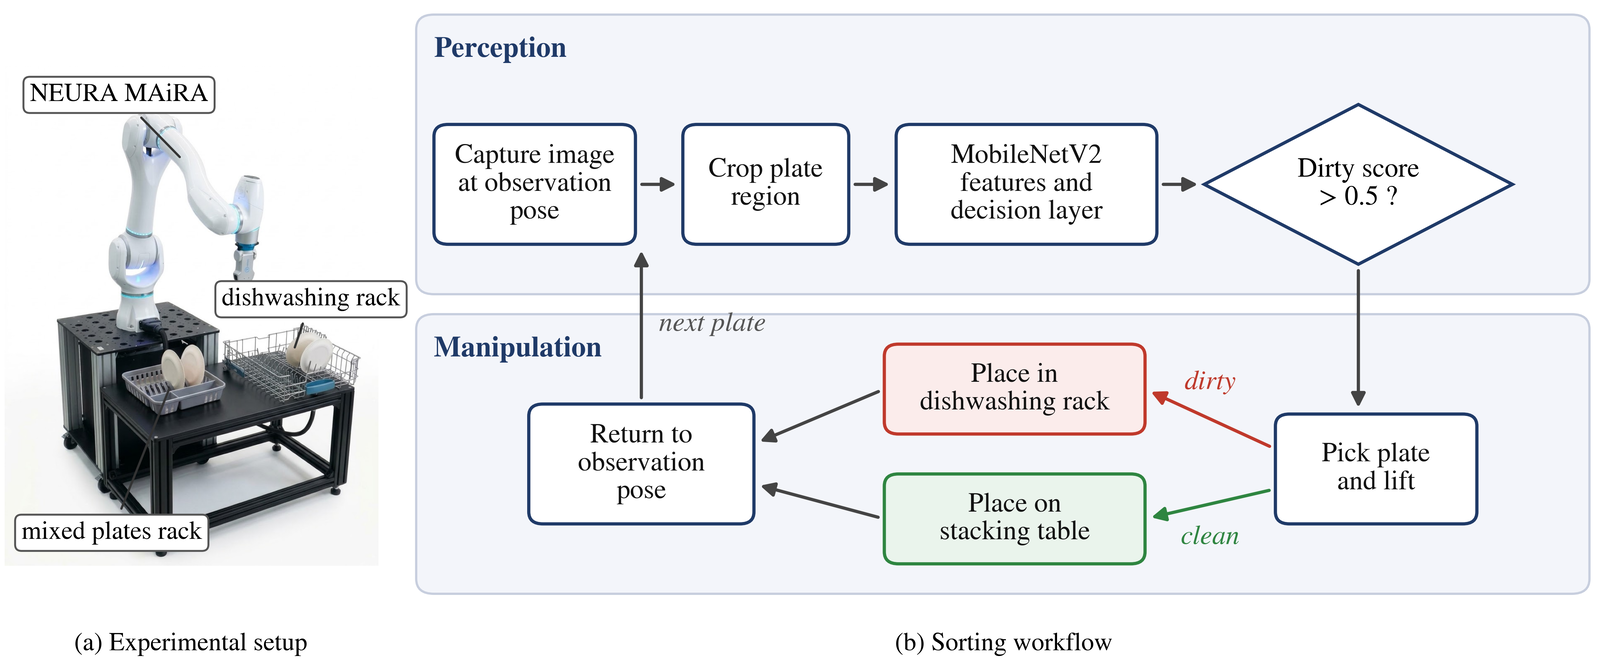 NEURA MAiRA
dishwashing rack
mixed plates rack
(a) Experimental setup
Perception
Capture image
at observation
pose
Crop plate
region
MobileNetV2
features and
decision layer
Dirty score
> 0.5 ?
next plate
Manipulation
Return to
observation
pose
Place in
dishwashing rack
dirty
Place on
stacking table
clean
Pick plate
and lift
(b) Sorting workflow